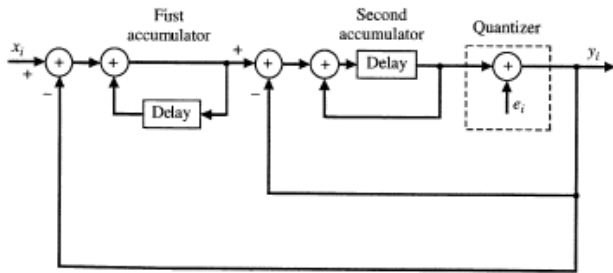 First
accumulator
Second
accumulator
Quantizer
x_i
+
+
+
+
+
+
y_i
−
Delay
−
Delay
e_i